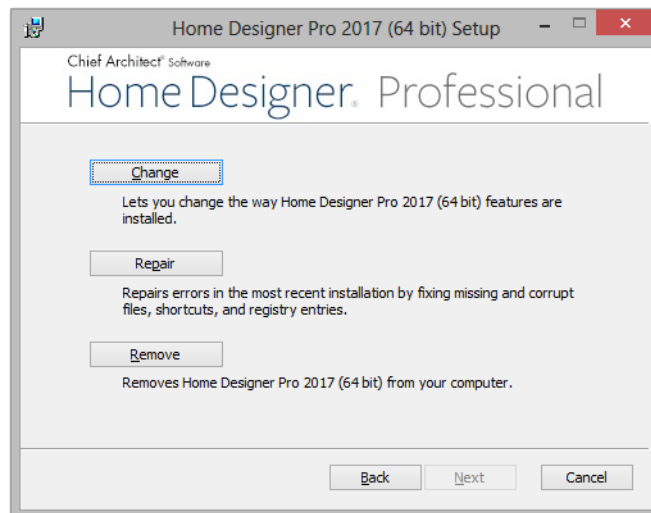 Home Designer Pro 2017 (64 bit) Setup
Chief Architect® Software
Home Designer® Professional
Change
Lets you change the way Home Designer Pro 2017 (64 bit) features are
installed.
Repair
Repairs errors in the most recent installation by fixing missing and corrupt
files, shortcuts, and registry entries.
Remove
Removes Home Designer Pro 2017 (64 bit) from your computer.
Back Next Cancel